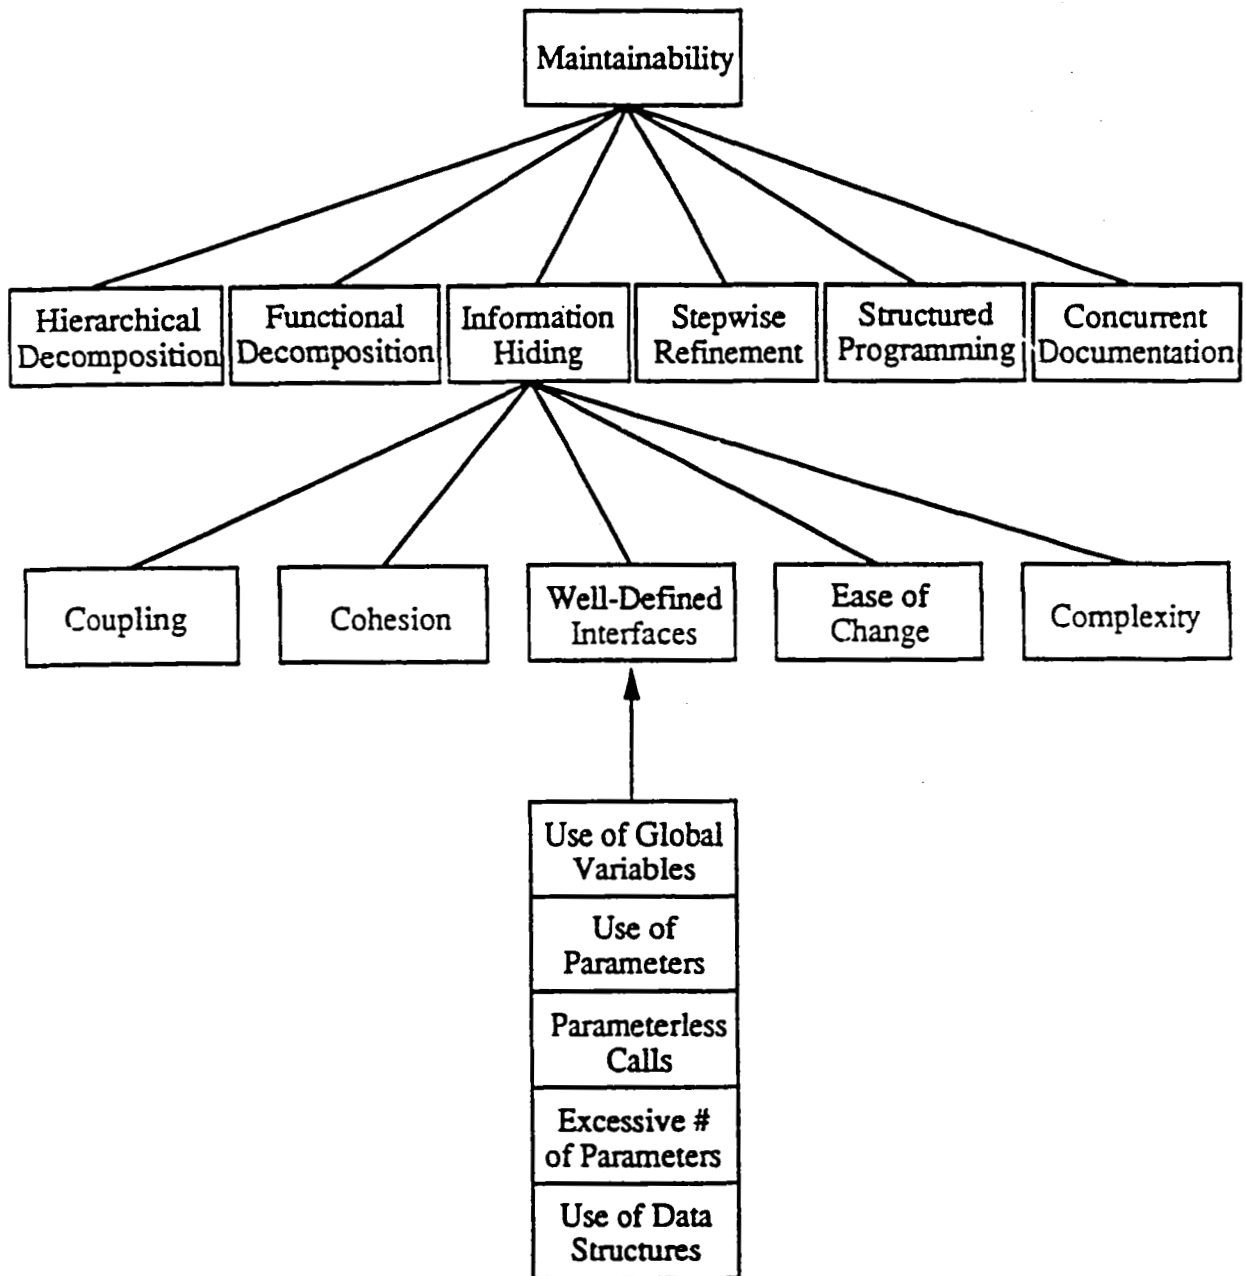 Maintainability
Hierarchical
Decomposition
Functional
Decomposition
Information
Hiding
Stepwise
Refinement
Structured
Programming
Concurrent
Documentation
Coupling
Cohesion
Well-Defined
Interfaces
Ease of
Change
Complexity
Use of Global
Variables
Use of
Parameters
Parameterless
Calls
Excessive #
of Parameters
Use of Data
Structures